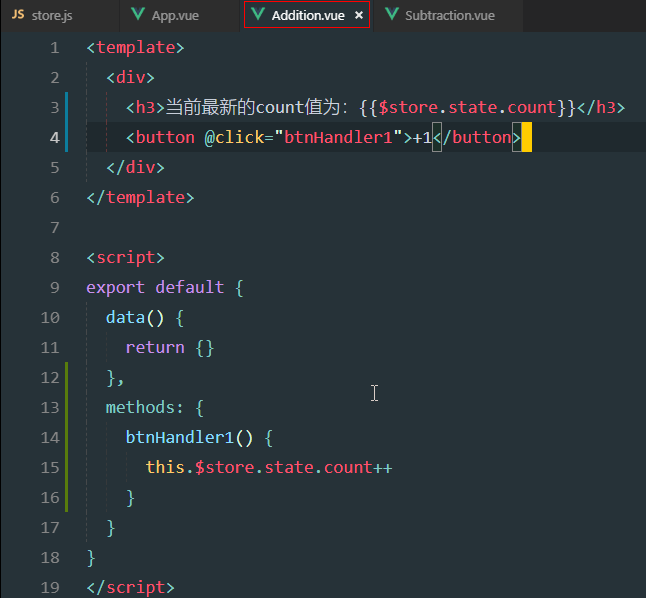 JS store.js App.vue Addition.vue × Subtraction.vue
1 <template>
2 <div>
3 <h3>当前最新的count值为：{{$store.state.count}}</h3>
4 <button @click="btnHandler1">+1</button>
5 </div>
6 </template>
7
8 <script>
9 export default {
10 data() {
11 return {}
12 },
13 methods: {
14 btnHandler1() {
15 this.$store.state.count++
16 }
17 }
18 }
19 </script>